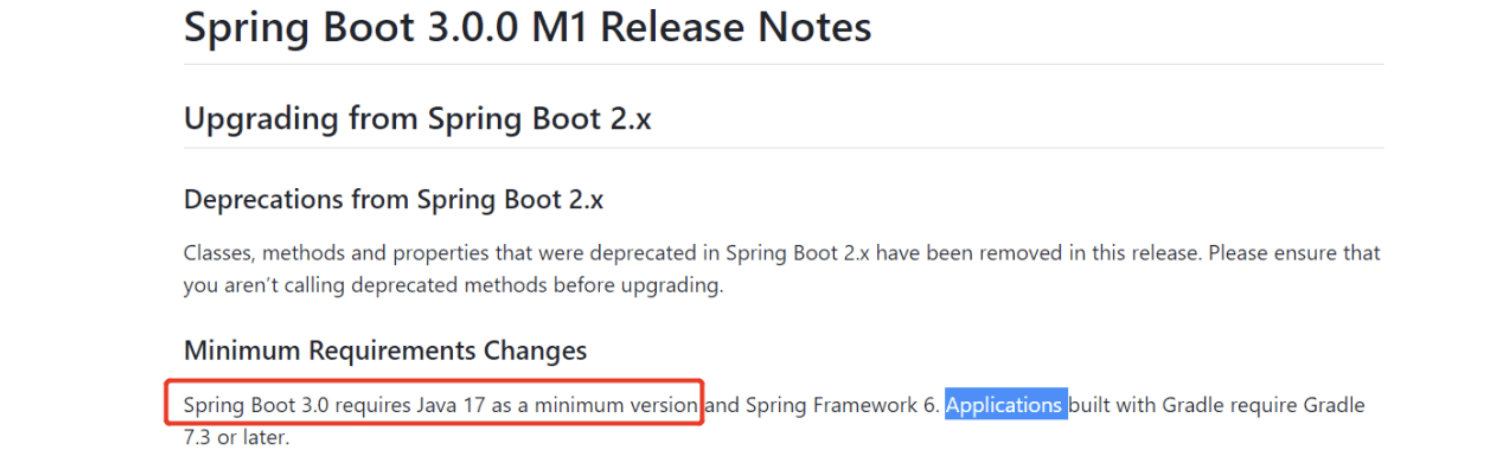 Spring Boot 3.0.0 M1 Release Notes
Upgrading from Spring Boot 2.x
Deprecations from Spring Boot 2.x
Classes, methods and properties that were deprecated in Spring Boot 2.x have been removed in this release. Please ensure that
you aren’t calling deprecated methods before upgrading.
Minimum Requirements Changes
Spring Boot 3.0 requires Java 17 as a minimum version and Spring Framework 6. Applications built with Gradle require Gradle
7.3 or later.